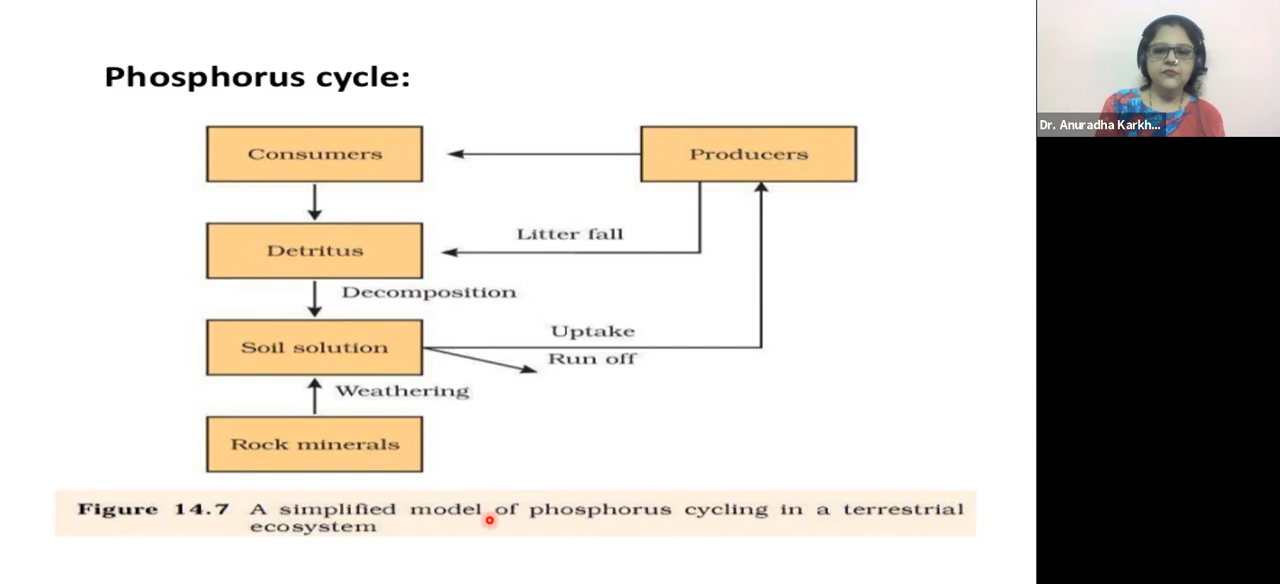 Phosphorus cycle:
Consumers
Producers
Litter fall
Detritus
Decomposition
Uptake
Soil solution
Run off
Weathering
Rock minerals
Figure 14.7 A simplified model of phosphorus cycling in a terrestrial
ecosystem
Dr. Anuradha Karkh...